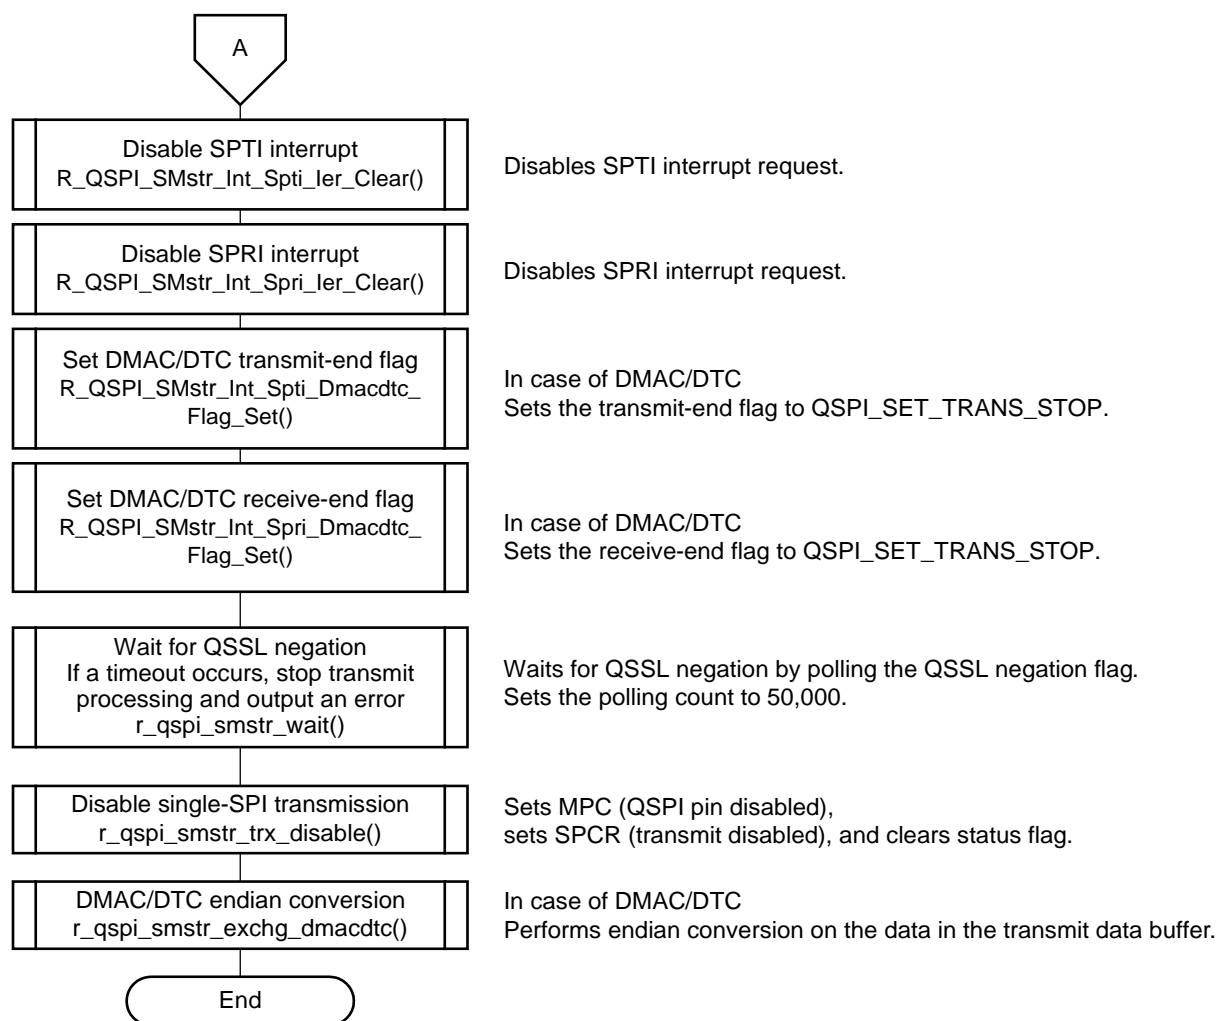 A
Disable SPTI interrupt
R_QSPI_SMstr_Int_Spti_Ier_Clear()
Disables SPTI interrupt request.
Disable SPRI interrupt
R_QSPI_SMstr_Int_Spri_Ier_Clear()
Disables SPRI interrupt request.
Set DMAC/DTC transmit-end flag
R_QSPI_SMstr_Int_Spti_Dmacdtc_
Flag_Set()
In case of DMAC/DTC
Sets the transmit-end flag to QSPI_SET_TRANS_STOP.
Set DMAC/DTC receive-end flag
R_QSPI_SMstr_Int_Spri_Dmacdtc_
Flag_Set()
In case of DMAC/DTC
Sets the receive-end flag to QSPI_SET_TRANS_STOP.
Wait for QSSL negation
If a timeout occurs, stop transmit
processing and output an error
r_qspi_smstr_wait()
Waits for QSSL negation by polling the QSSL negation flag.
Sets the polling count to 50,000.
Disable single-SPI transmission
r_qspi_smstr_trx_disable()
Sets MPC (QSPI pin disabled),
sets SPCR (transmit disabled), and clears status flag.
DMAC/DTC endian conversion
r_qspi_smstr_exchg_dmacdtc()
In case of DMAC/DTC
Performs endian conversion on the data in the transmit data buffer.
End